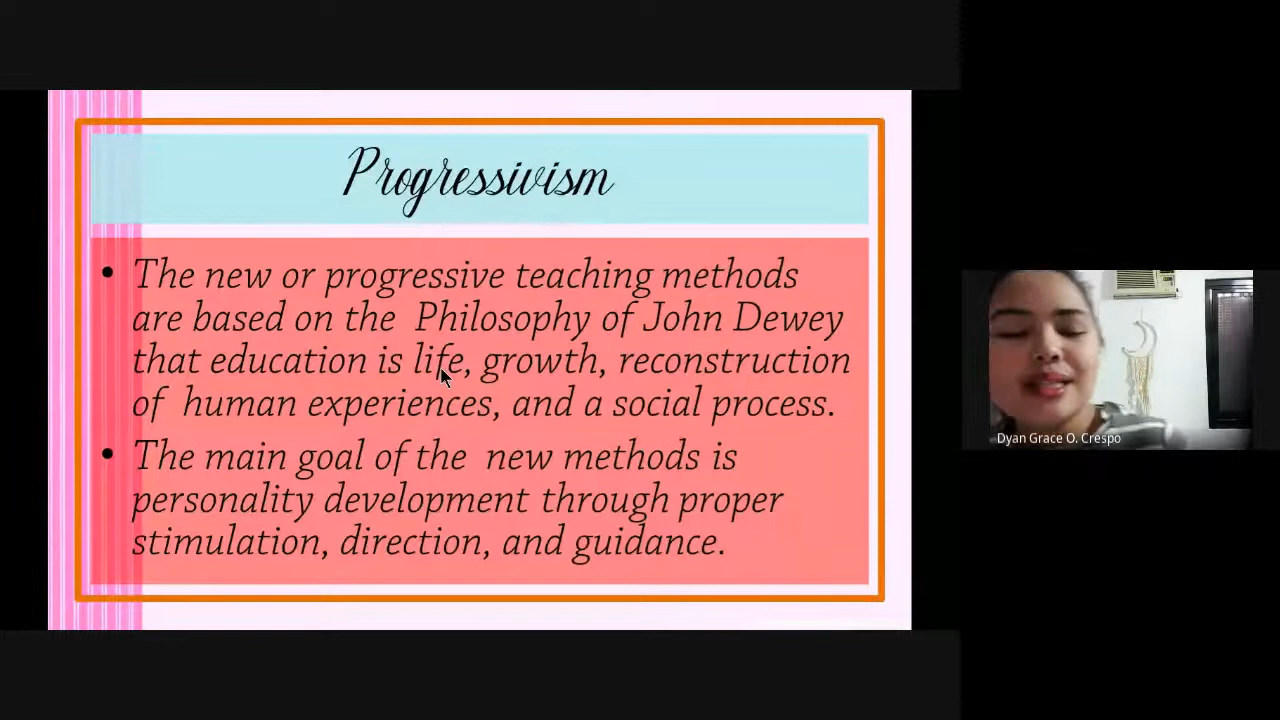 Progressivism
• The new or progressive teaching methods
are based on the Philosophy of John Dewey
that education is life, growth, reconstruction
of human experiences, and a social process.
• The main goal of the new methods is
personality development through proper
stimulation, direction, and guidance.
Dyan Grace O. Crespo